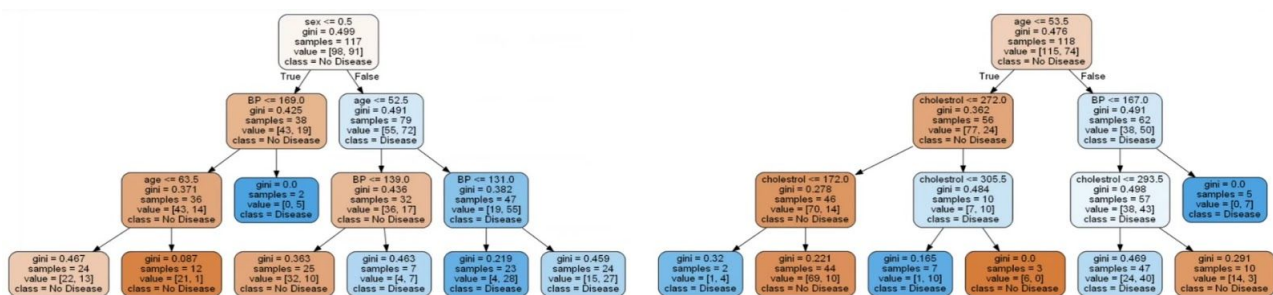 sex <= 0.5
gini = 0.499
samples = 117
value = [98, 91]
class = No Disease
True
False
BP <= 169.0
gini = 0.425
samples = 38
value = [43, 19]
class = No Disease
age <= 52.5
gini = 0.491
samples = 79
value = [55, 72]
class = Disease
age <= 63.5
gini = 0.371
samples = 36
value = [43, 14]
class = No Disease
gini = 0.0
samples = 2
value = [0, 5]
class = Disease
BP <= 139.0
gini = 0.436
samples = 32
value = [36, 17]
class = No Disease
BP <= 131.0
gini = 0.382
samples = 47
value = [19, 55]
class = Disease
gini = 0.467
samples = 24
value = [22, 13]
class = No Disease
gini = 0.087
samples = 12
value = [21, 1]
class = No Disease
gini = 0.363
samples = 25
value = [32, 10]
class = No Disease
gini = 0.463
samples = 7
value = [4, 7]
class = Disease
gini = 0.219
samples = 23
value = [4, 28]
class = Disease
gini = 0.459
samples = 24
value = [15, 27]
class = Disease
age <= 53.5
gini = 0.476
samples = 118
value = [115, 74]
class = No Disease
True
False
cholestrol <= 272.0
gini = 0.362
samples = 56
value = [77, 24]
class = No Disease
BP <= 167.0
gini = 0.491
samples = 62
value = [38, 50]
class = Disease
cholestrol <= 172.0
gini = 0.278
samples = 46
value = [70, 14]
class = No Disease
cholestrol <= 305.5
gini = 0.484
samples = 10
value = [7, 10]
class = Disease
cholestrol <= 293.5
gini = 0.498
samples = 57
value = [38, 43]
class = Disease
gini = 0.0
samples = 5
value = [0, 7]
class = Disease
gini = 0.32
samples = 2
value = [1, 4]
class = Disease
gini = 0.221
samples = 44
value = [69, 10]
class = No Disease
gini = 0.165
samples = 7
value = [1, 10]
class = Disease
gini = 0.0
samples = 3
value = [6, 0]
class = No Disease
gini = 0.469
samples = 47
value = [24, 40]
class = Disease
gini = 0.291
samples = 10
value = [14, 3]
class = No Disease